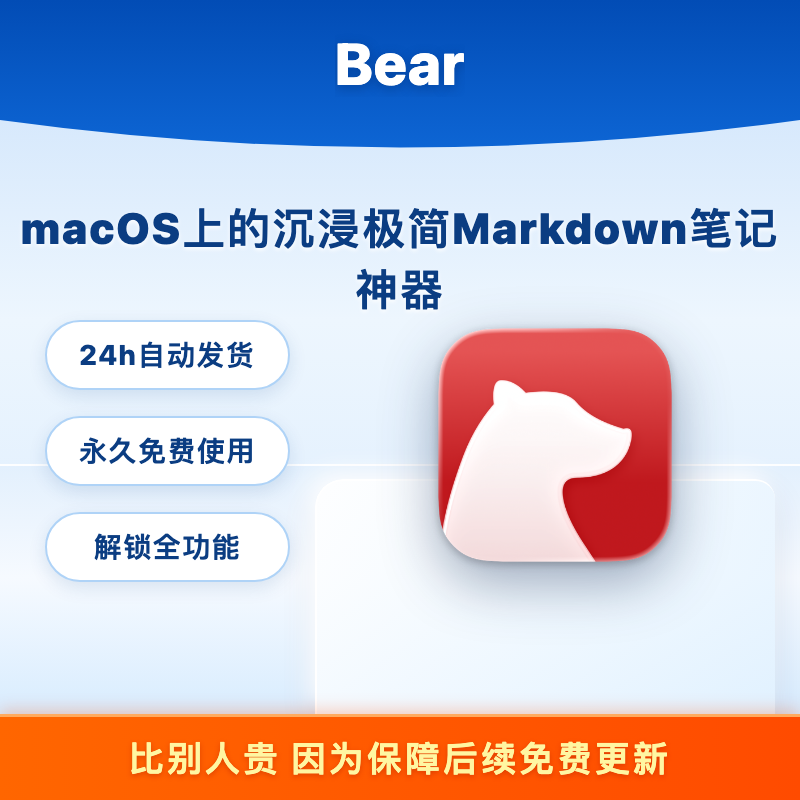 Bear
macOS上的沉浸极简Markdown笔记
神器
24h自动发货
永久免费使用
解锁全功能
比别人贵 因为保障后续免费更新